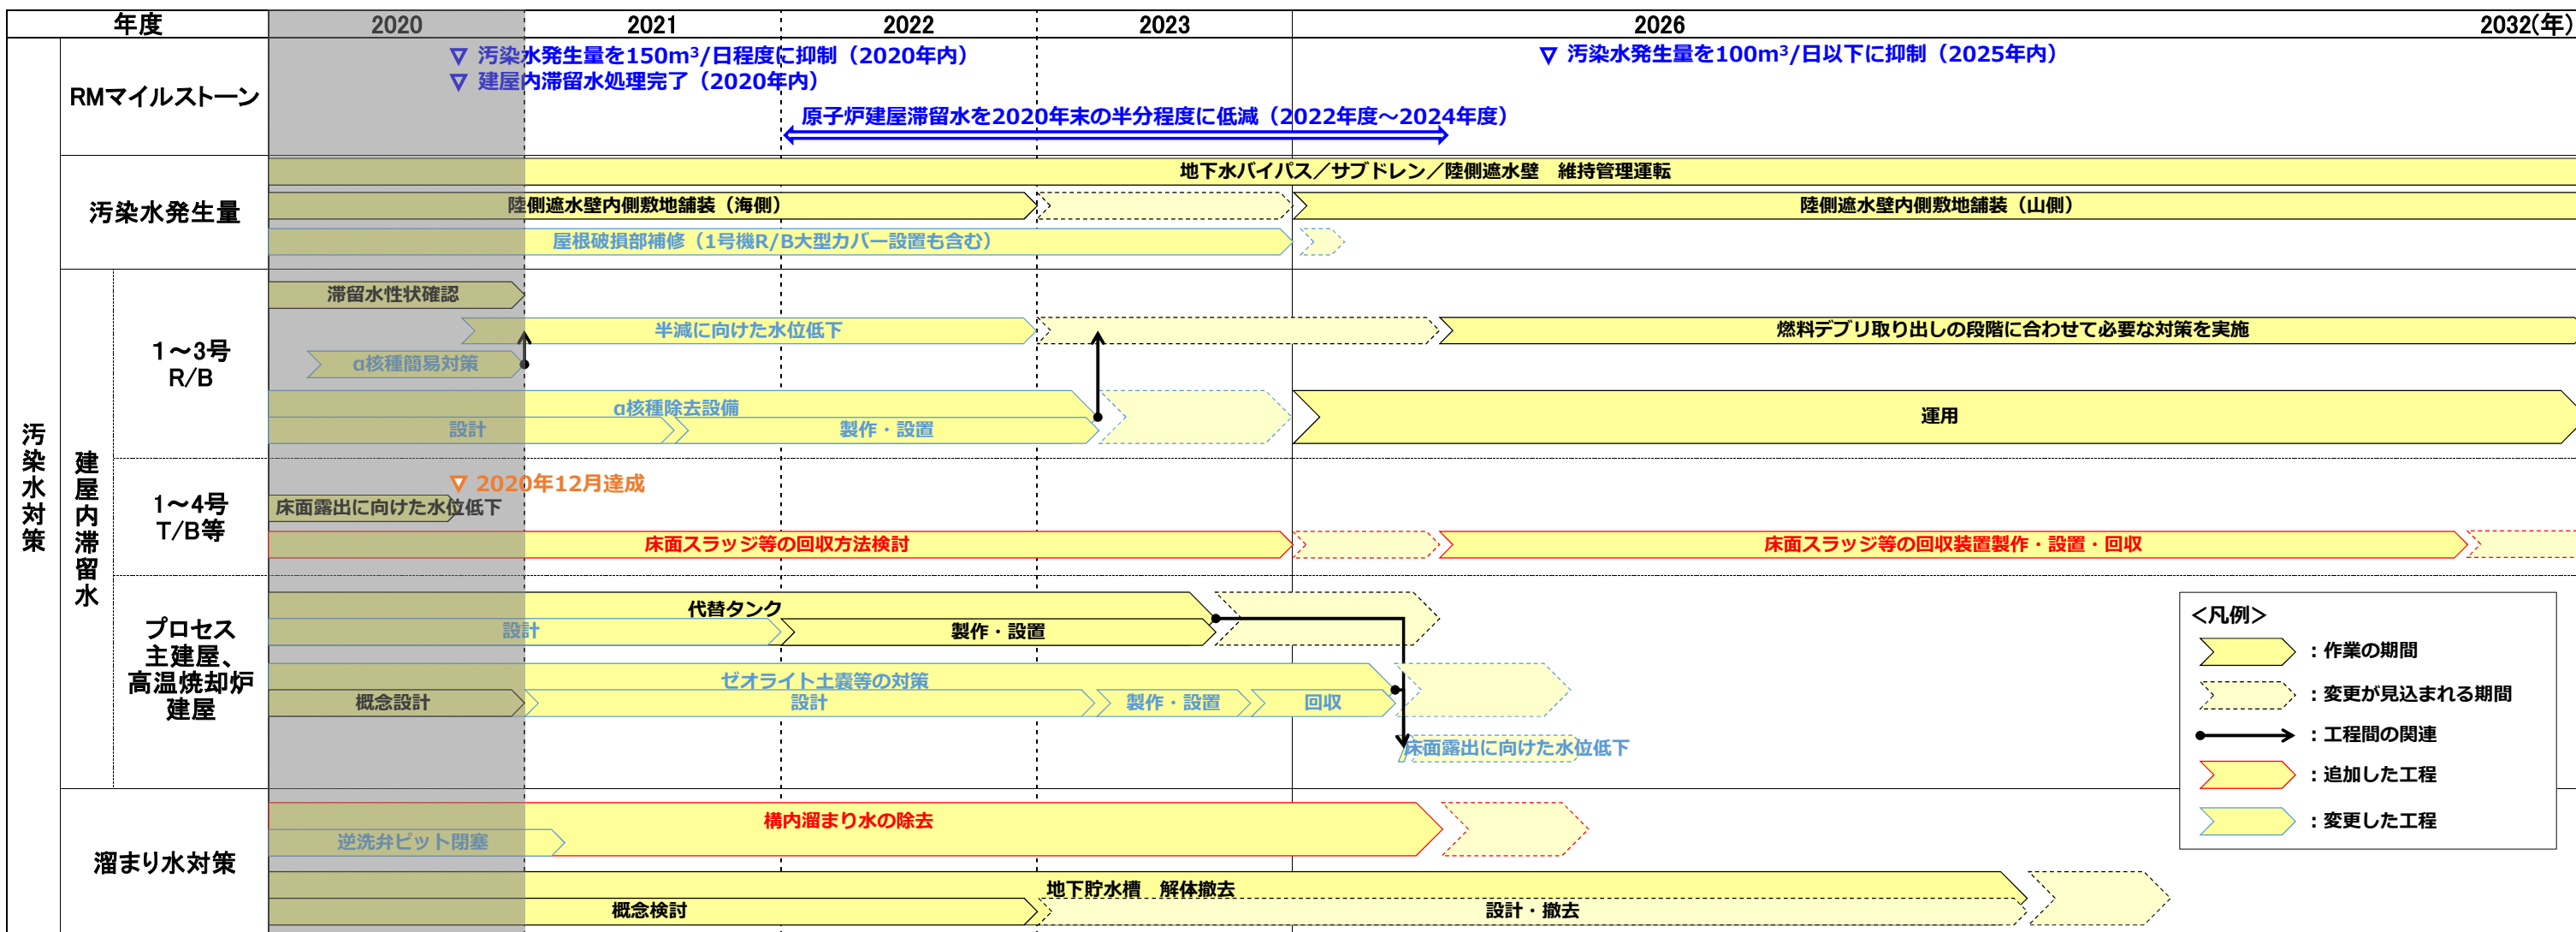 年度 2020 2021 2022 2023 2026 2032(年)
汚染水対策
RMマイルストーン
▽ 汚染水発生量を150m³/日程度に抑制（2020年内）
▽ 汚染水発生量を100m³/日以下に抑制（2025年内）
▽ 建屋内滞留水処理完了（2020年内）
原子炉建屋滞留水を2020年末の半分程度に低減（2022年度～2024年度）
汚染水発生量
地下水バイパス／サブドレン／陸側遮水壁　維持管理運転
陸側遮水壁内側敷地舗装（海側）
陸側遮水壁内側敷地舗装（山側）
屋根破損部補修（1号機R/B大型カバー設置も含む）
建屋内滞留水
1～3号
R/B
滞留水性状確認
半減に向けた水位低下
燃料デブリ取り出しの段階に合わせて必要な対策を実施
α核種簡易対策
α核種除去設備
設計
製作・設置
運用
1～4号
T/B等
▽ 2020年12月達成
床面露出に向けた水位低下
床面スラッジ等の回収方法検討
床面スラッジ等の回収装置製作・設置・回収
プロセス
主建屋、
高温焼却炉
建屋
代替タンク
設計
製作・設置
ゼオライト土嚢等の対策
概念設計
設計
製作・設置
回収
床面露出に向けた水位低下
溜まり水対策
構内溜まり水の除去
逆洗弁ピット閉塞
地下貯水槽　解体撤去
概念検討
設計・撤去
＜凡例＞
：作業の期間
：変更が見込まれる期間
：工程間の関連
：追加した工程
：変更した工程